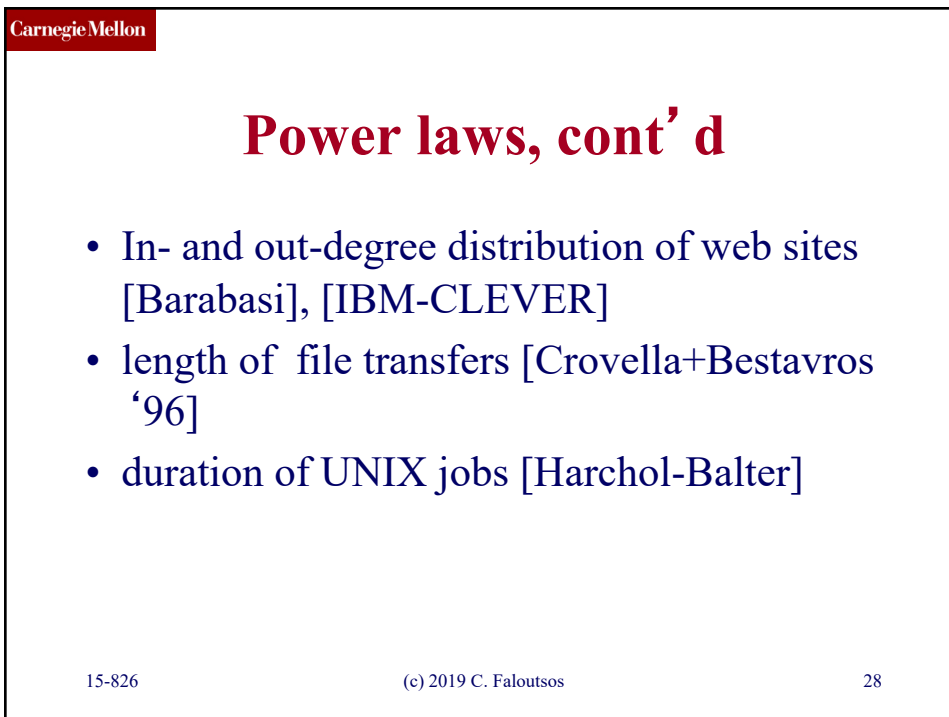 Carnegie Mellon
Power laws, cont’ d
• In- and out-degree distribution of web sites
[Barabasi], [IBM-CLEVER]
• length of  file transfers [Crovella+Bestavros
‘96]
• duration of UNIX jobs [Harchol-Balter]
15-826
(c) 2019 C. Faloutsos
28